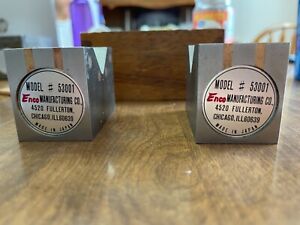 MODEL # 53001
Enco MANUFACTURING CO.
4520 FULLERTON,
CHICAGO, ILL 60639
MADE IN JAPAN
MODEL # 53001
Enco MANUFACTURING CO.
4520 FULLERTON,
CHICAGO, ILL 60639
MADE IN JAPAN